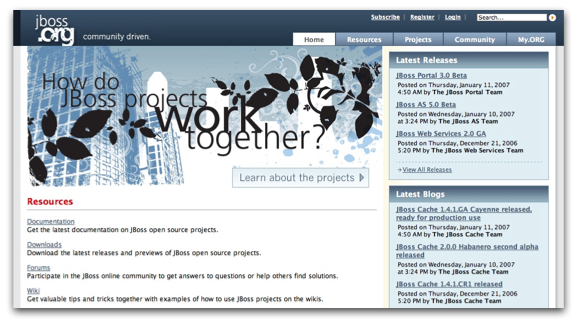 jboss
.org
community driven.
Subscribe | Register | Login | Search...
Home
Resources
Projects
Community
My.ORG
How do
JBoss projects
work
together?
Learn about the projects
Resources
Documentation
Get the latest documentation on JBoss open source projects.
Downloads
Download the latest releases and previews of JBoss open source projects.
Forums
Participate in the JBoss online community to get answers to questions or help others find solutions.
Wiki
Get valuable tips and tricks together with examples of how to use JBoss projects on the wikis.
Latest Releases
JBoss Portal 3.0 Beta
Posted on Thursday, January 11, 2007
4:50 AM by The JBoss Portal Team
JBoss AS 5.0 Beta
Posted on Wednesday, January 10, 2007
at 3:24 PM by The JBoss AS Team
JBoss Web Services 2.0 GA
Posted on Thursday, December 21, 2006
5:20 PM by The JBoss Web Services Team
View All Releases
Latest Blogs
JBoss Cache 1.4.1.GA Cayenne released,
ready for production use
Posted on Thursday, January 11, 2007
4:50 AM by The JBoss Cache Team
JBoss Cache 2.0.0 Habanero second alpha
released
Posted on Wednesday, January 10, 2007
at 3:24 PM by The JBoss Cache Team
JBoss Cache 1.4.1.CR1 released
Posted on Thursday, December 21, 2006
5:20 PM by The JBoss Cache Team